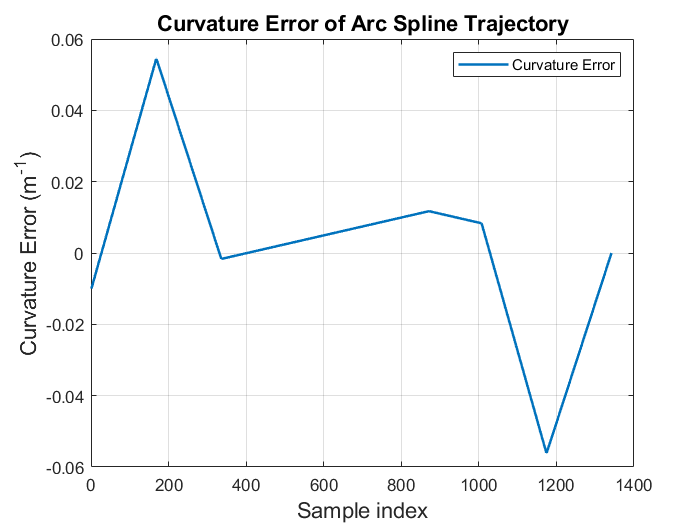 Curvature Error of Arc Spline Trajectory
Curvature Error
0.06
0.04
0.02
0
-0.02
-0.04
-0.06
Curvature Error (m⁻¹)
0 200 400 600 800 1000 1200 1400
Sample index